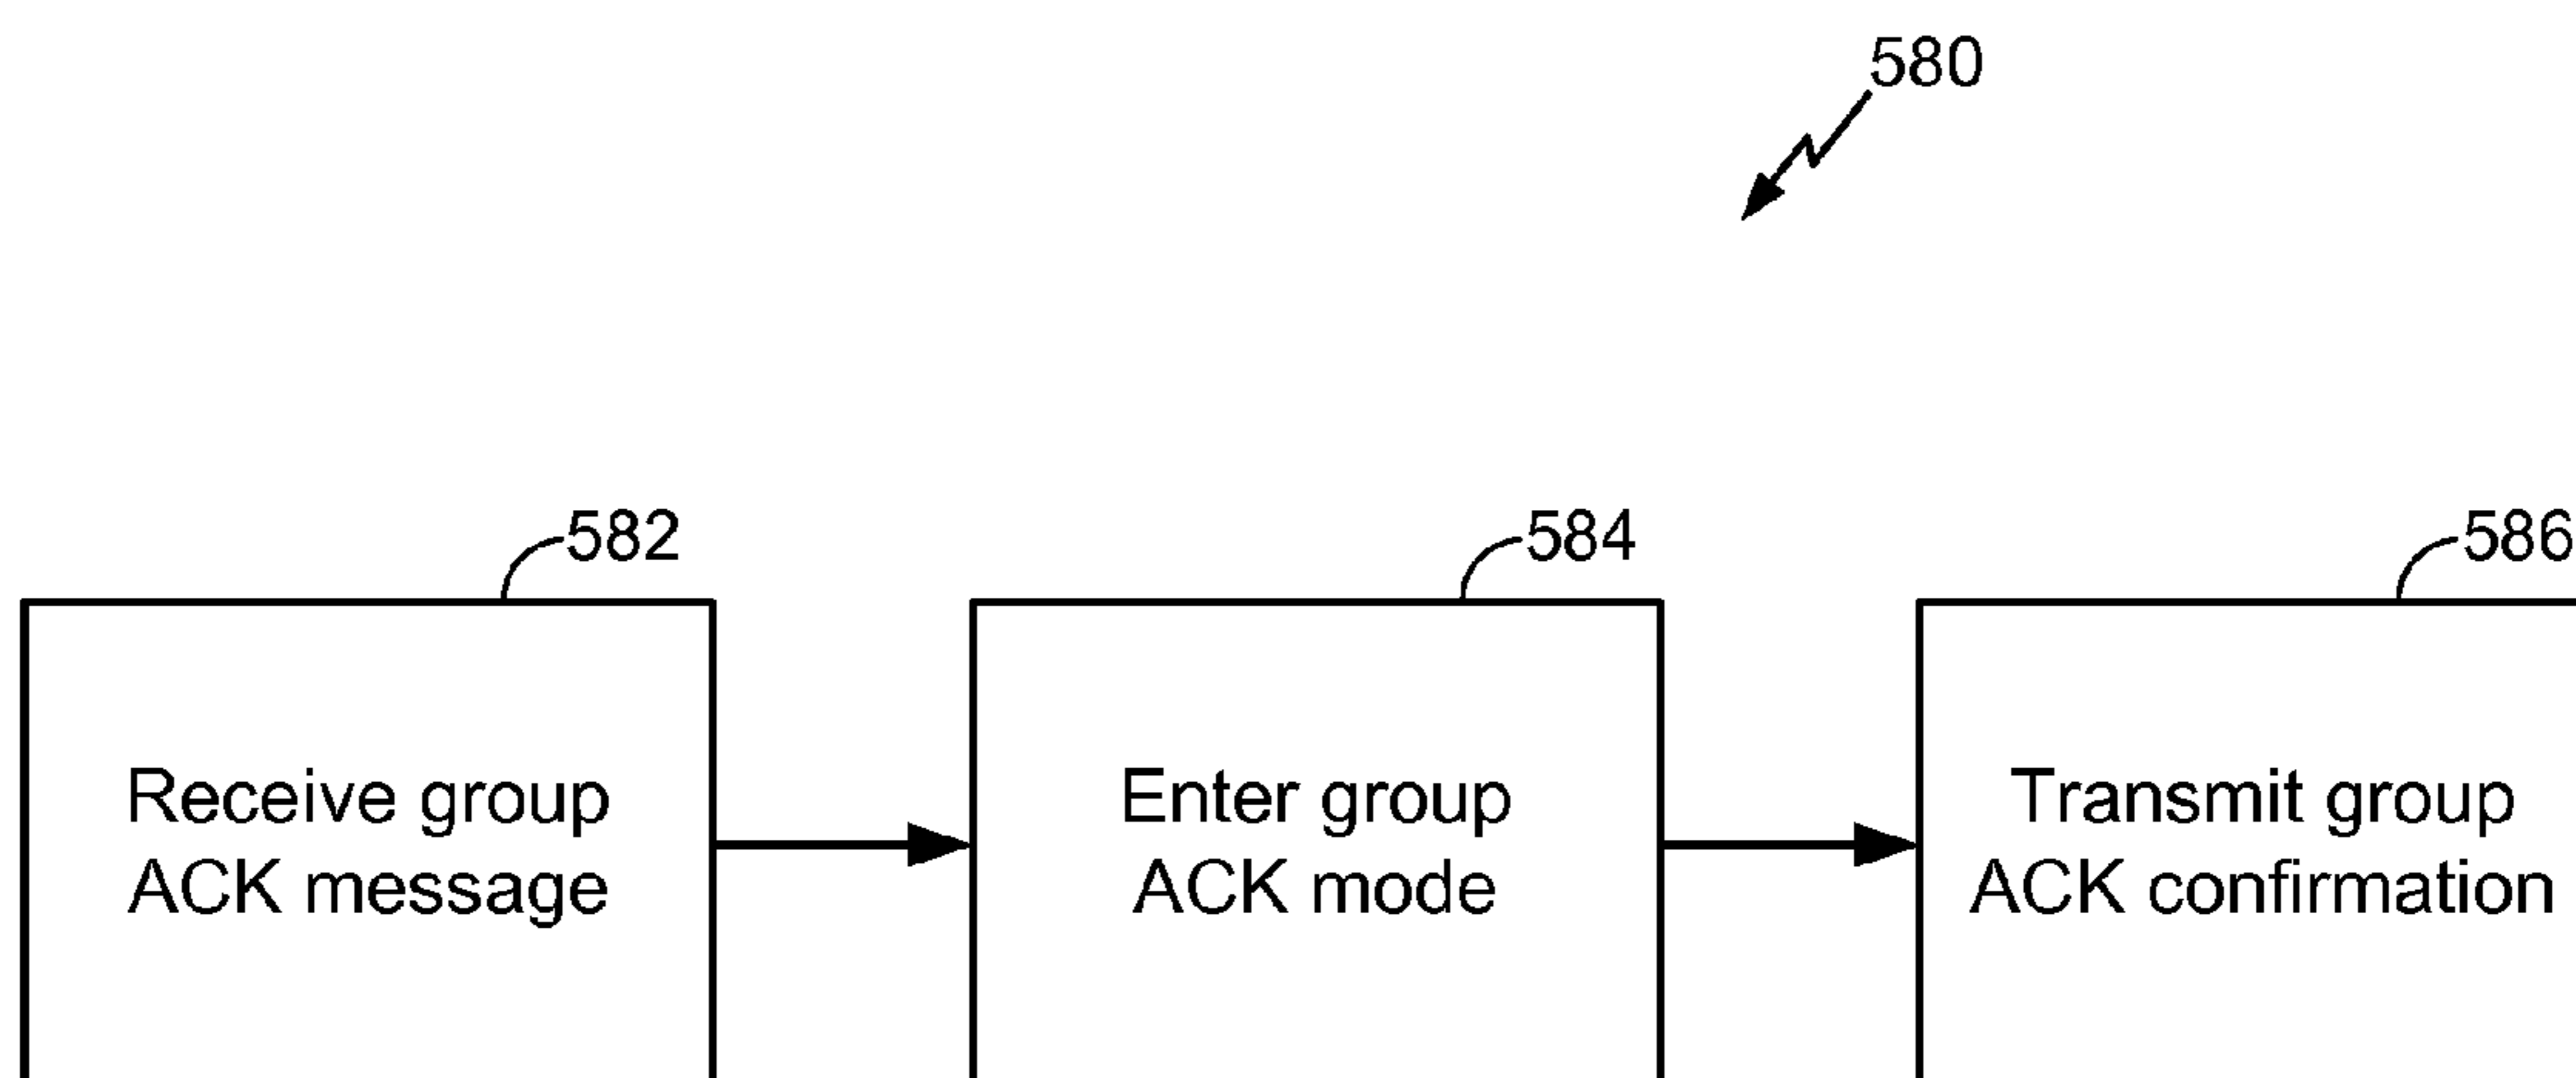 580
582
584
586
Receive group
ACK message
Enter group
ACK mode
Transmit group
ACK confirmation